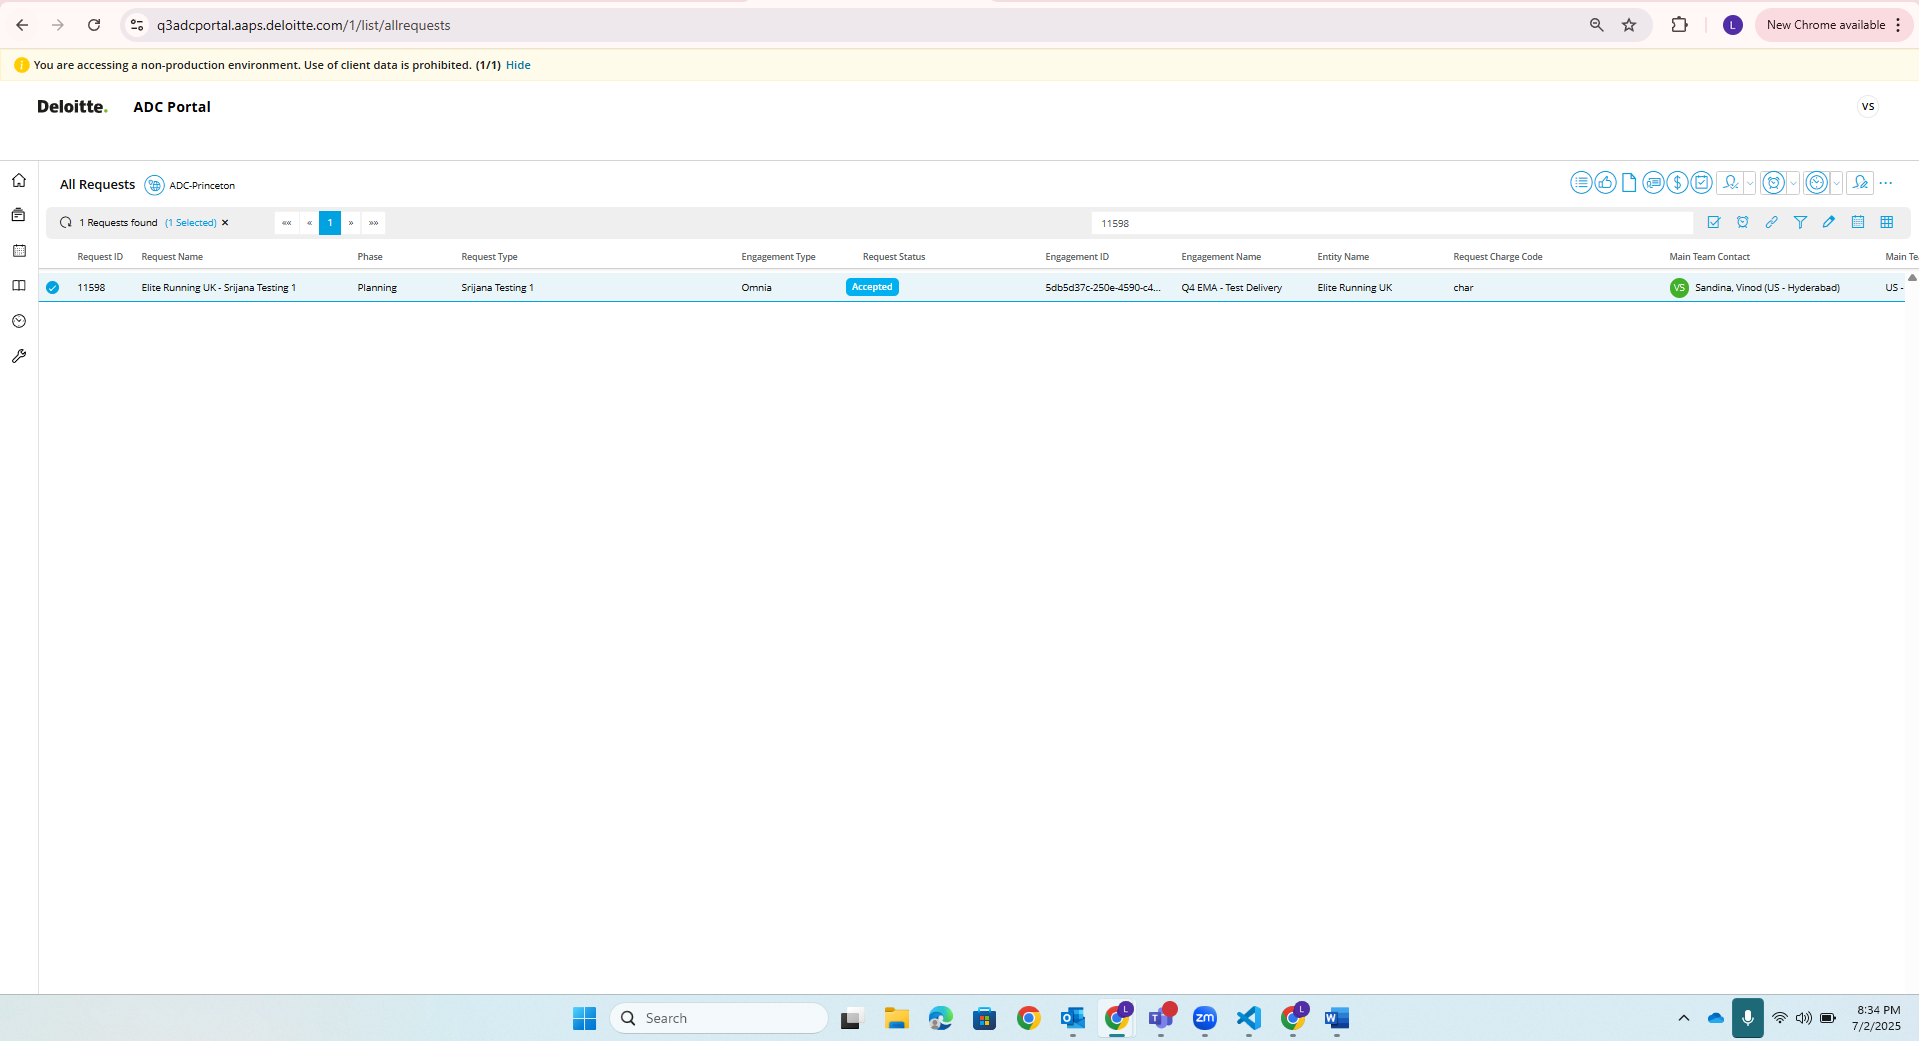 q3adcportal.aaps.deloitte.com/1/list/allrequests
L
New Chrome available
You are accessing a non-production environment. Use of client data is prohibited. (1/1) Hide
Deloitte. ADC Portal
VS
All Requests ADC-Princeton
1 Requests found (1 Selected) ×
«« « 1 » »»
11598
Request ID Request Name Phase Request Type Engagement Type Request Status Engagement ID Engagement Name Entity Name Request Charge Code Main Team Contact Main Te
11598 Elite Running UK - Srijana Testing 1 Planning Srijana Testing 1 Omnia Accepted 5db5d37c-250e-4590-c4... Q4 EMA - Test Delivery Elite Running UK char VS Sandina, Vinod (US - Hyderabad) US -
Search
zm
8:34 PM
7/2/2025